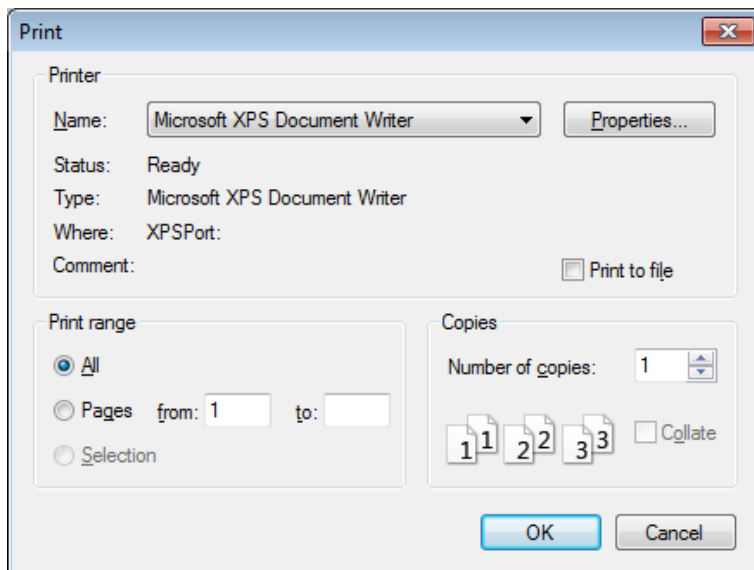 Print
Printer
Name: Microsoft XPS Document Writer Properties...
Status: Ready
Type: Microsoft XPS Document Writer
Where: XPSPort:
Comment: Print to file
Print range Copies
All Number of copies: 1
Pages from: 1 to:
1 1 2 2 3 3 Collate
Selection
OK Cancel